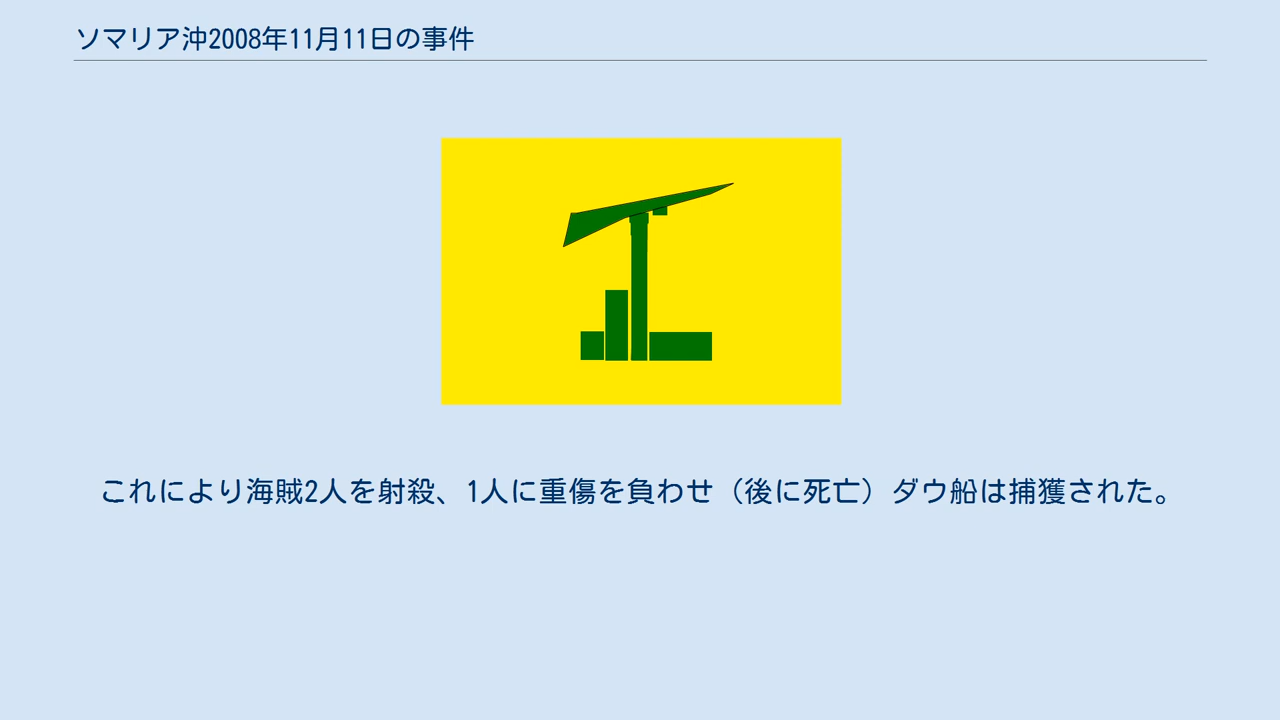 ソマリア沖2008年11月11日の事件
これにより海賊2人を射殺、1人に重傷を負わせ（後に死亡）ダウ船は捕獲された。